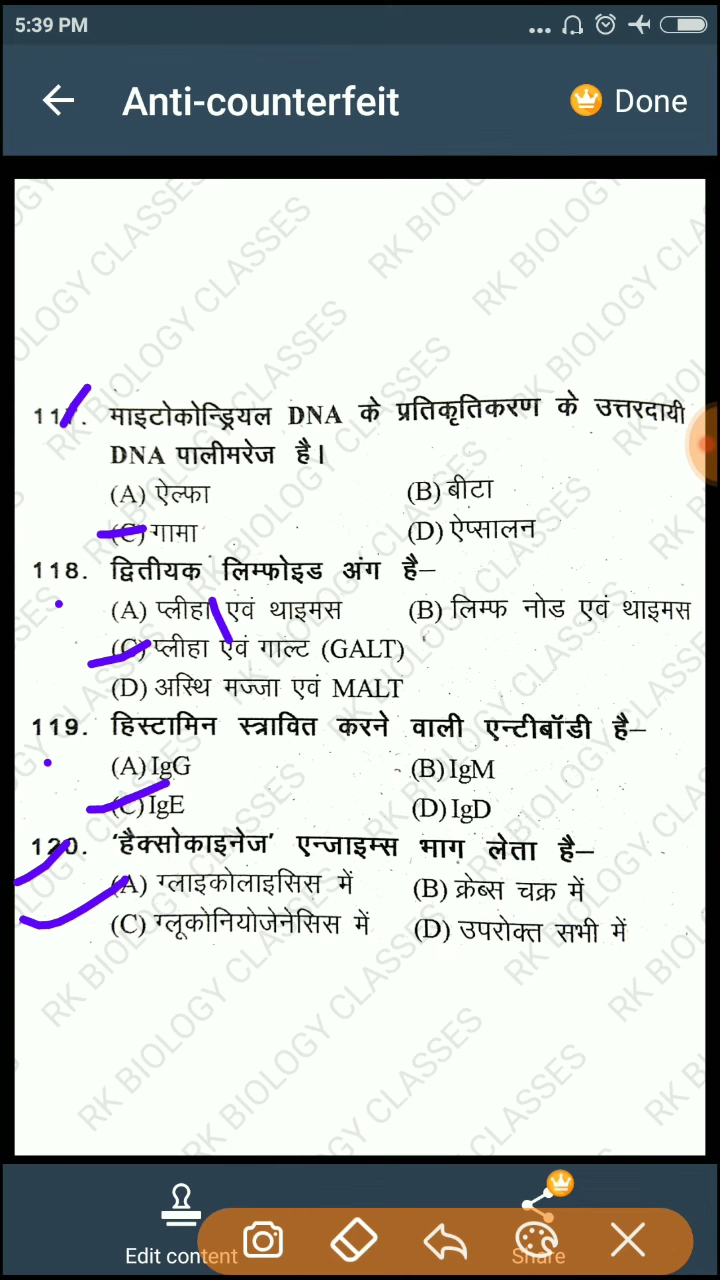 5:39 PM
Anti-counterfeit
Done
RK BIOLOGY CLASSES
117. माइटोकोन्ड्रियल DNA के प्रतिकृतिकरण के उत्तरदायी
DNA पालीमरेज है।
(A) ऐल्फा (B) बीटा
(C) गामा (D) ऐप्सालन
118. द्वितीयक लिम्फोइड अंग है–
(A) प्लीहा एवं थाइमस (B) लिम्फ नोड एवं थाइमस
(C) प्लीहा एवं गाल्ट (GALT)
(D) अस्थि मज्जा एवं MALT
119. हिस्टामिन स्त्रावित करने वाली एन्टीबॉडी है–
(A) IgG (B) IgM
(C) IgE (D) IgD
120. 'हैक्सोकाइनेज' एन्जाइम्स भाग लेता है–
(A) ग्लाइकोलाइसिस में (B) क्रेब्स चक्र में
(C) ग्लूकोनियोजेनेसिस में (D) उपरोक्त सभी में
Edit content
Share